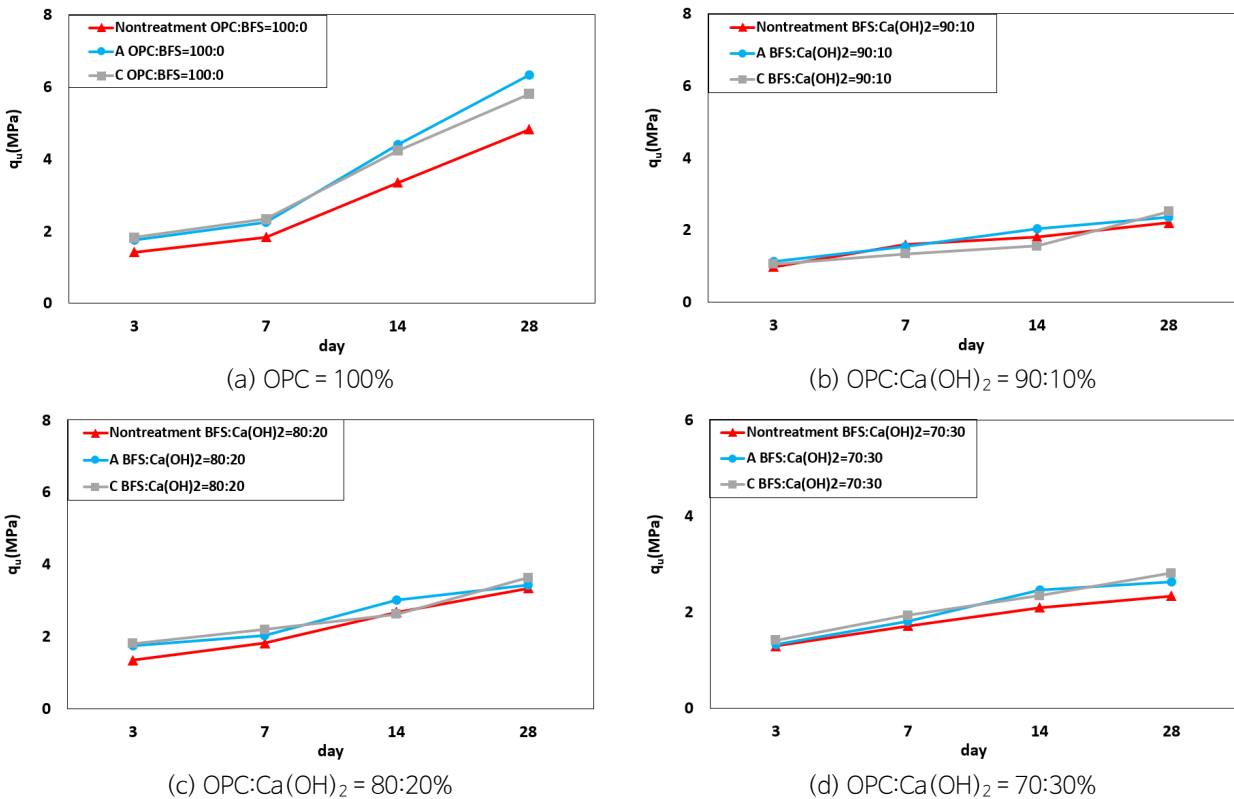 8
6
4
2
0
q_u(MPa)
Nontreatment OPC:BFS=100:0
A OPC:BFS=100:0
C OPC:BFS=100:0
3 7 14 28
day
(a) OPC = 100%
8
6
4
2
0
q_u(MPa)
Nontreatment BFS:Ca(OH)2=90:10
A BFS:Ca(OH)2=90:10
C BFS:Ca(OH)2=90:10
3 7 14 28
day
(b) OPC:Ca(OH)₂ = 90:10%
8
6
4
2
0
q_u(MPa)
Nontreatment BFS:Ca(OH)2=80:20
A BFS:Ca(OH)2=80:20
C BFS:Ca(OH)2=80:20
3 7 14 28
day
(c) OPC:Ca(OH)₂ = 80:20%
6
4
2
0
q_u(MPa)
Nontreatment BFS:Ca(OH)2=70:30
A BFS:Ca(OH)2=70:30
C BFS:Ca(OH)2=70:30
3 7 14 28
day
(d) OPC:Ca(OH)₂ = 70:30%